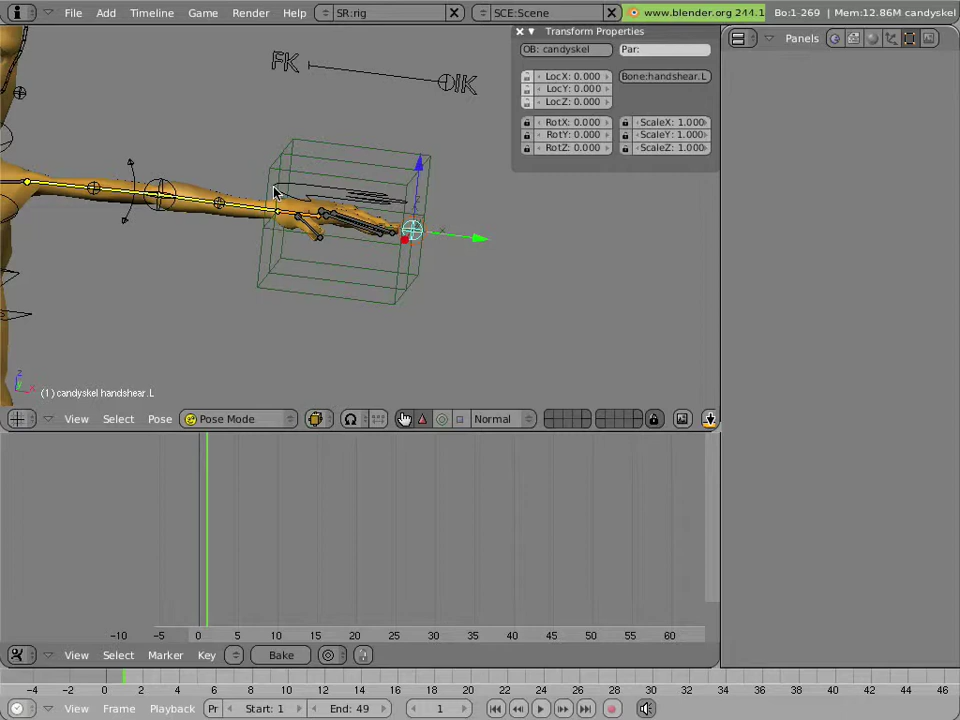 File Add Timeline Game Render Help SR:rig SCE:Scene www.blender.org 244.1 Bo:1-269 | Mem:12.86M candyskel
Transform Properties
Panels
OB: candyskel Par:
LocX: 0.000 Bone:handshear.L
LocY: 0.000
LocZ: 0.000
RotX: 0.000 ScaleX: 1.000
RotY: 0.000 ScaleY: 1.000
RotZ: 0.000 ScaleZ: 1.000
FK IK
z
x
(1) candyskel handshear.L
View Select Pose Pose Mode Normal
-10 -5 0 5 10 15 20 25 30 35 40 45 50 55 60
View Select Marker Key Bake
-4 -2 0 2 4 6 8 10 12 14 16 18 20 22 24 26 28 30 32 34 36 38 40 42 44 46
View Frame Playback Pr Start: 1 End: 49 1